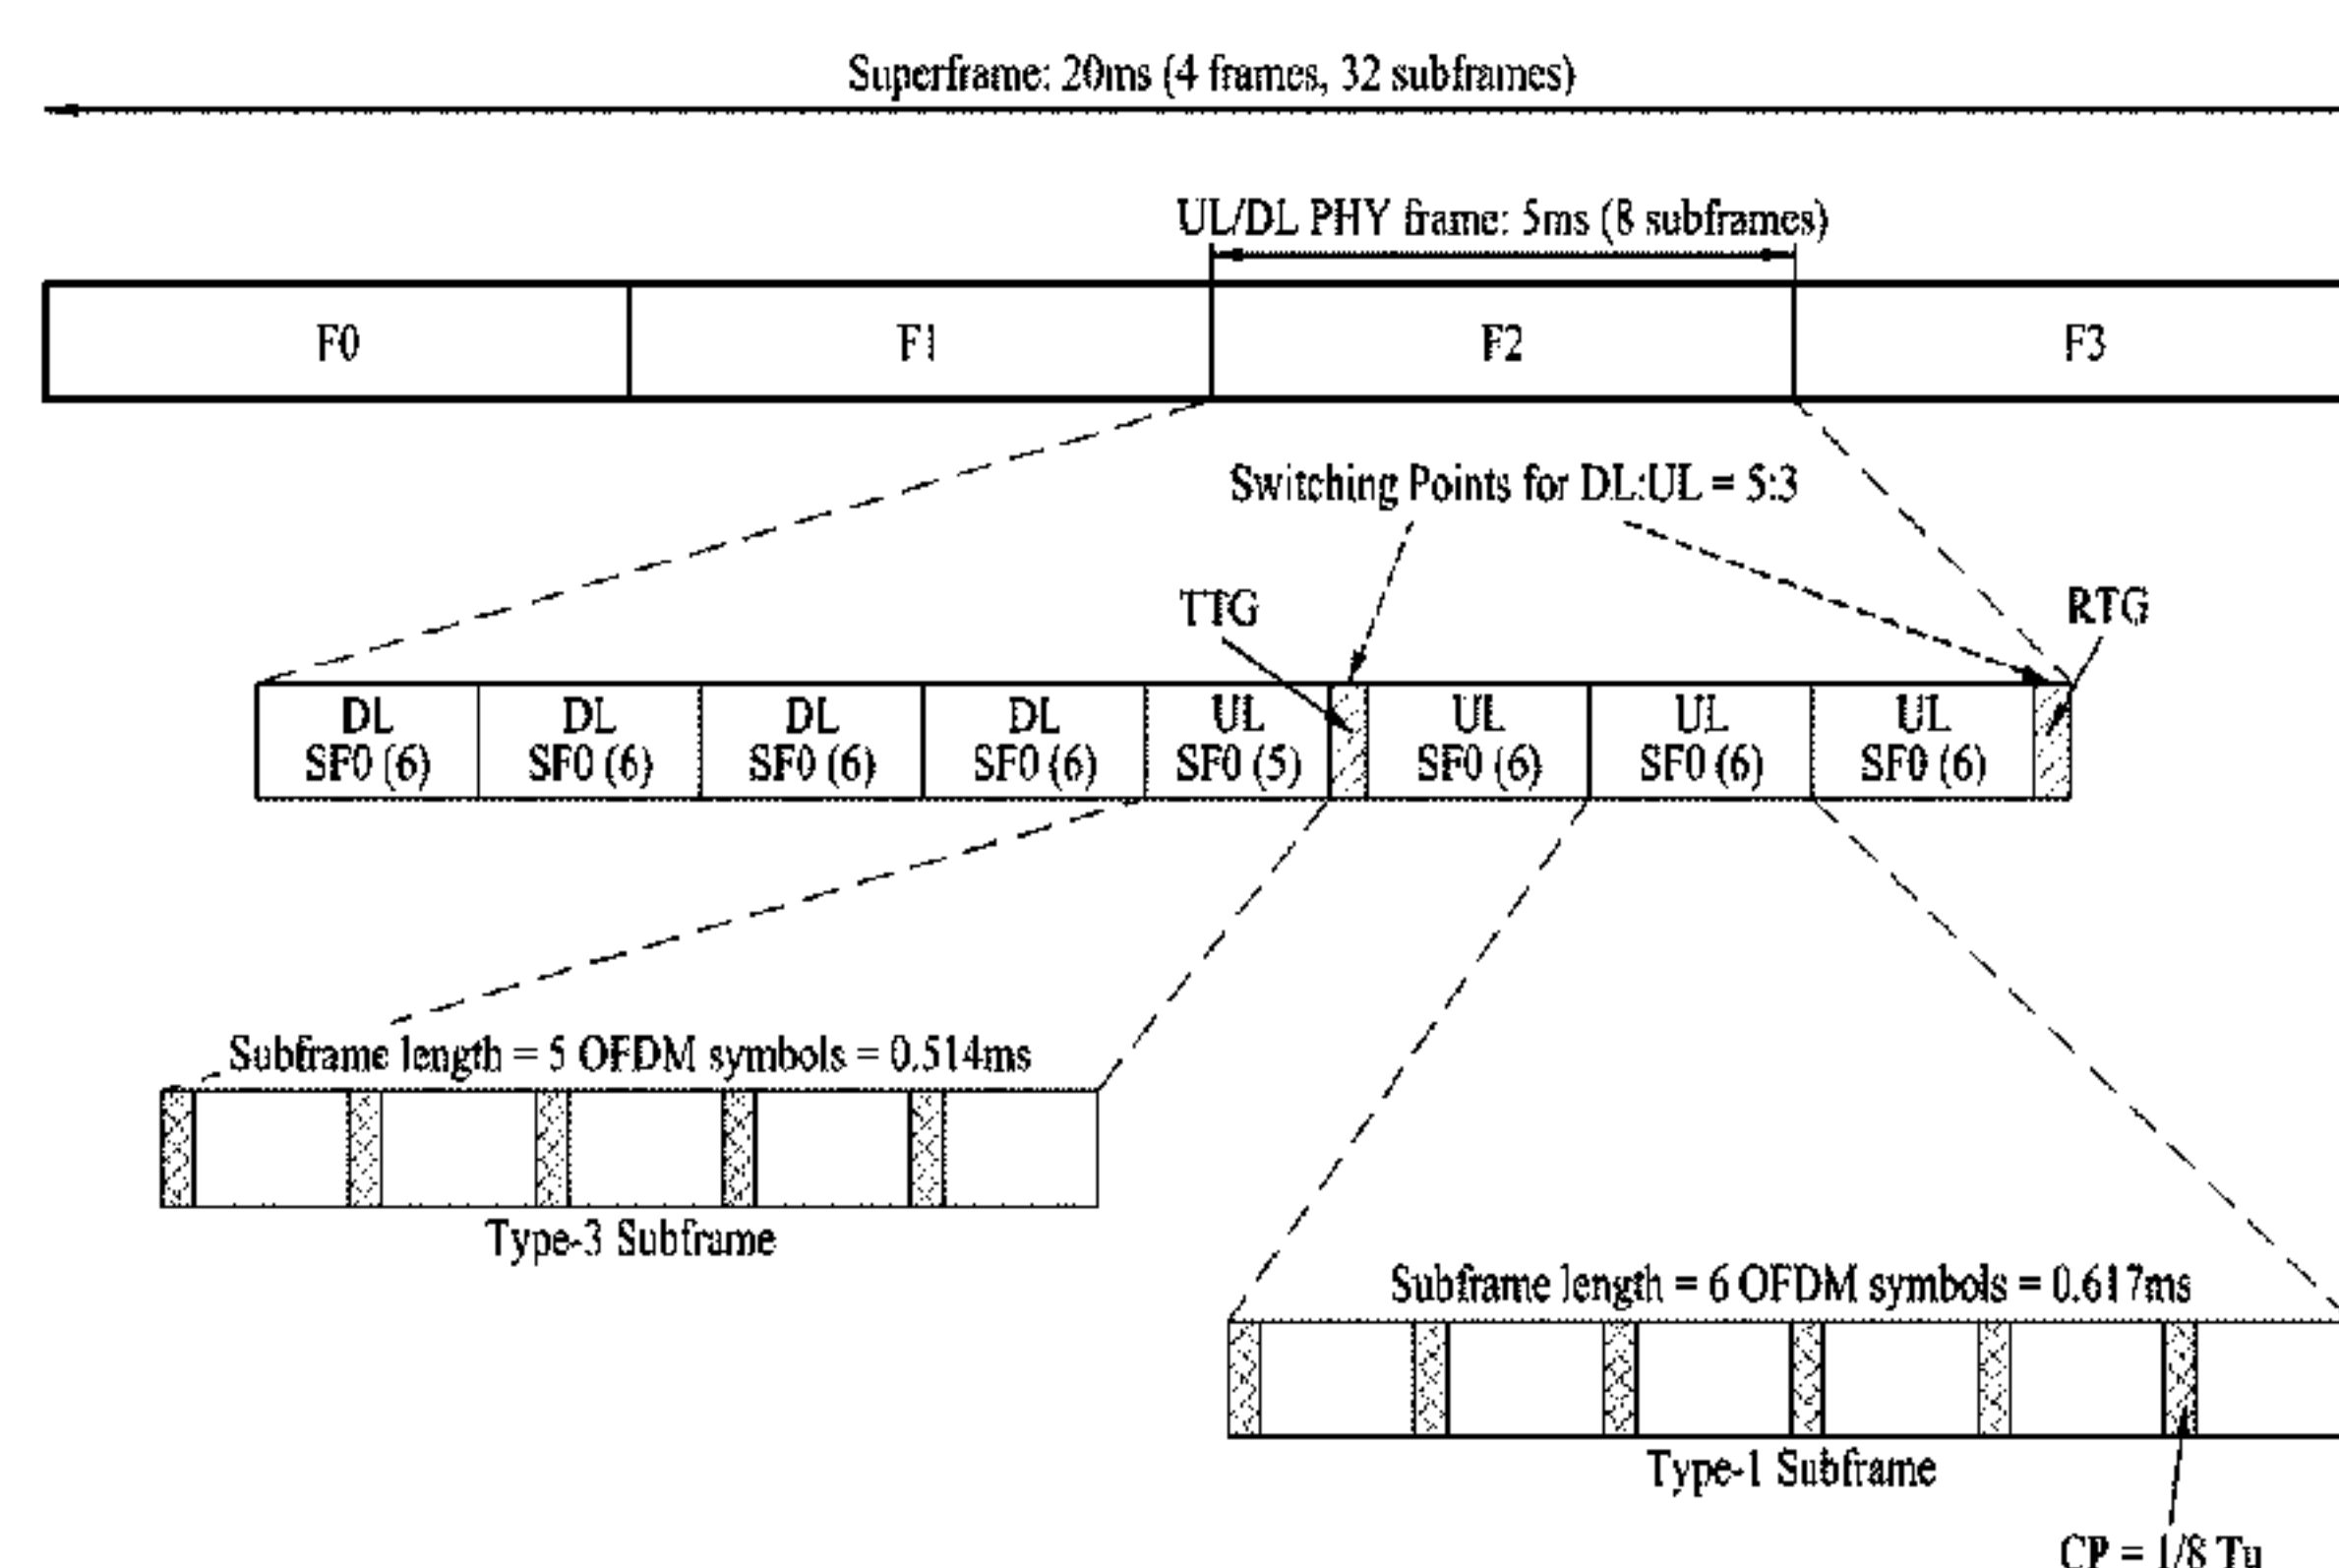 Superframe: 20ms (4 frames, 32 subframes)
UL/DL PHY frame: 5ms (8 subframes)
F0 F1 F2 F3
Switching Points for DL:UL = 5:3
TTG RTG
DL DL DL DL UL UL UL UL
SF0 (6) SF0 (6) SF0 (6) SF0 (6) SF0 (5) SF0 (6) SF0 (6) SF0 (6)
Subframe length = 5 OFDM symbols = 0.514ms
Type-3 Subframe
Subframe length = 6 OFDM symbols = 0.617ms
Type-1 Subframe
CP = 1/8 Tu